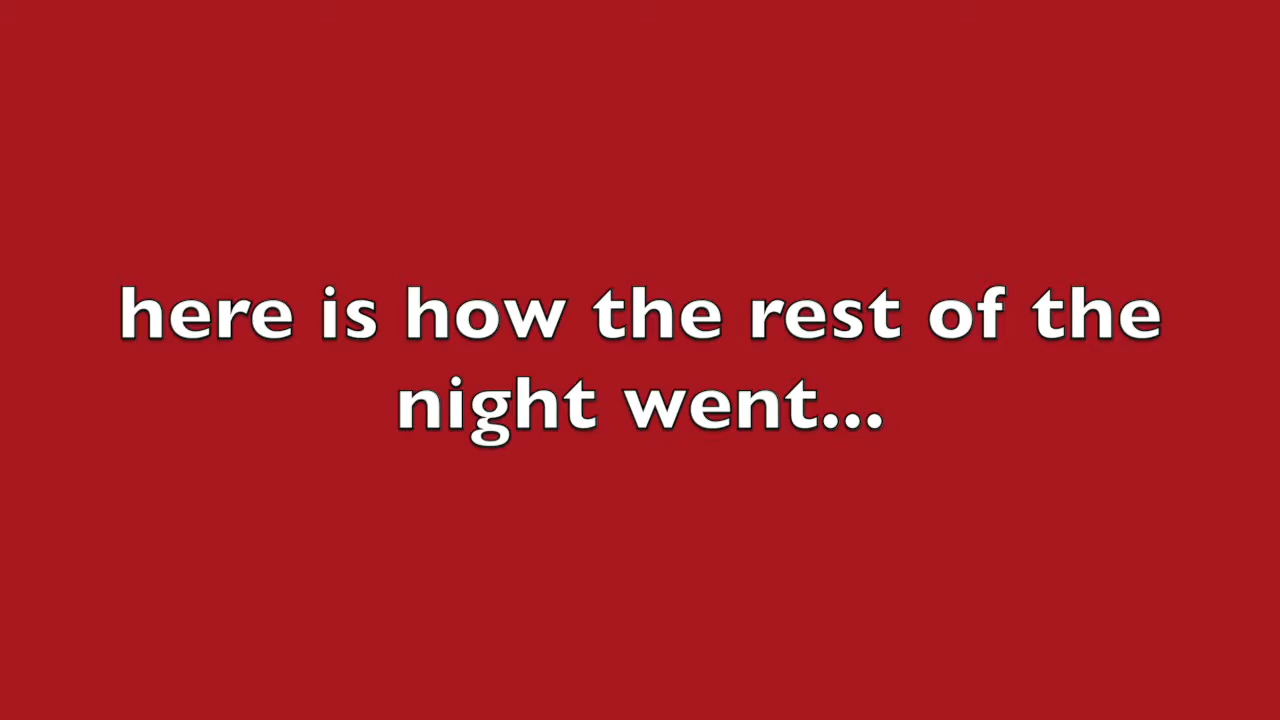 here is how the rest of the
night went...